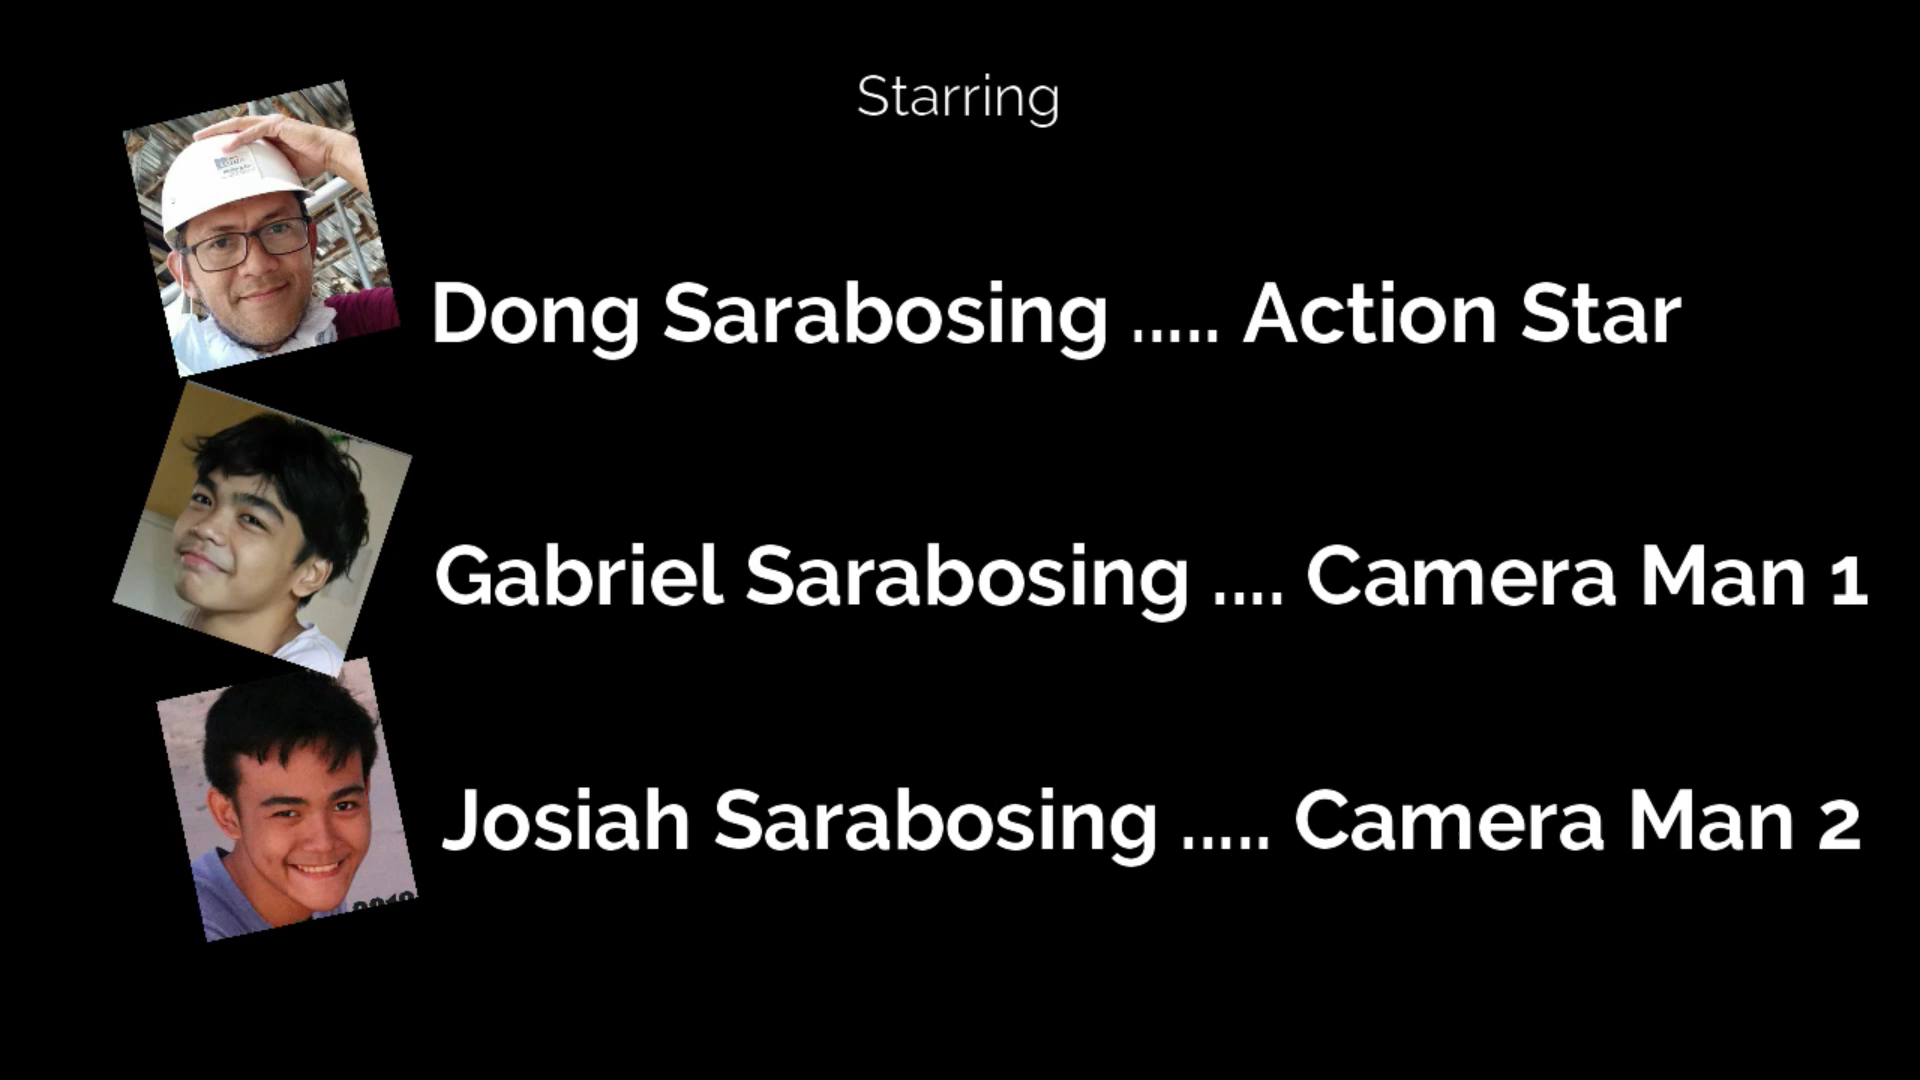 Starring
Dong Sarabosing ..... Action Star
Gabriel Sarabosing .... Camera Man 1
Josiah Sarabosing ..... Camera Man 2